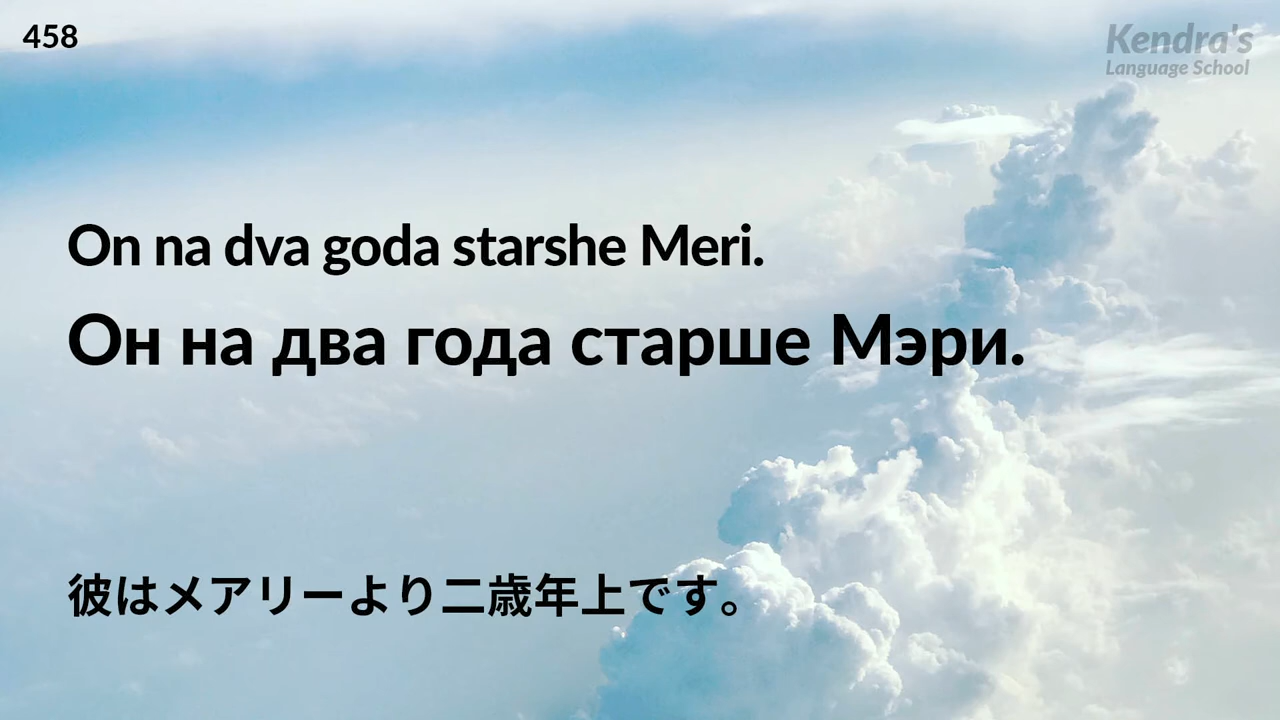 458
Kendra's
Language School
On na dva goda starshe Meri.
Он на два года старше Мэри.
彼はメアリーより二歳年上です。